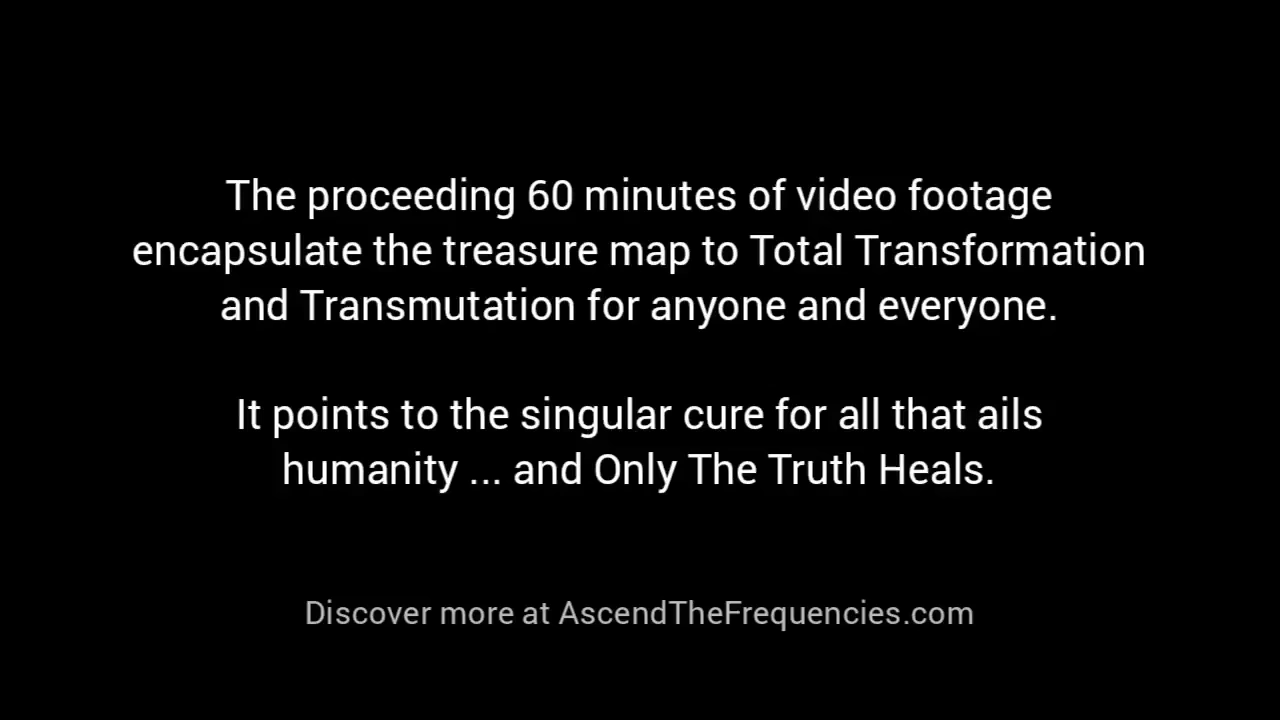 The proceeding 60 minutes of video footage
encapsulate the treasure map to Total Transformation
and Transmutation for anyone and everyone.
It points to the singular cure for all that ails
humanity ... and Only The Truth Heals.
Discover more at AscendTheFrequencies.com